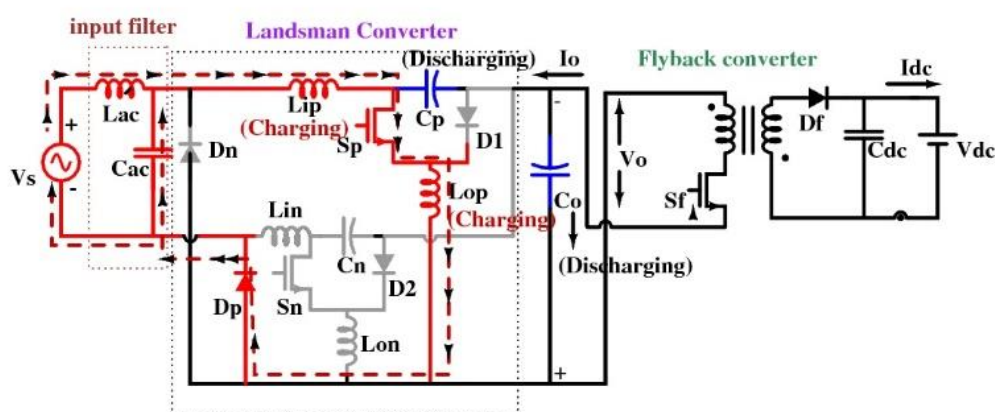 input filter
Landsman Converter
(Discharging)
Io
Flyback converter
Idc
Lac
Lip
Cp
-
+
(Charging)
Sp
D1
Df
Vs
Cac
Dn
Vo
Cdc
Vdc
-
Lop
Co
Sf
Lin
(Charging)
Cn
D2
(Discharging)
Dp
Sn
Lon
+